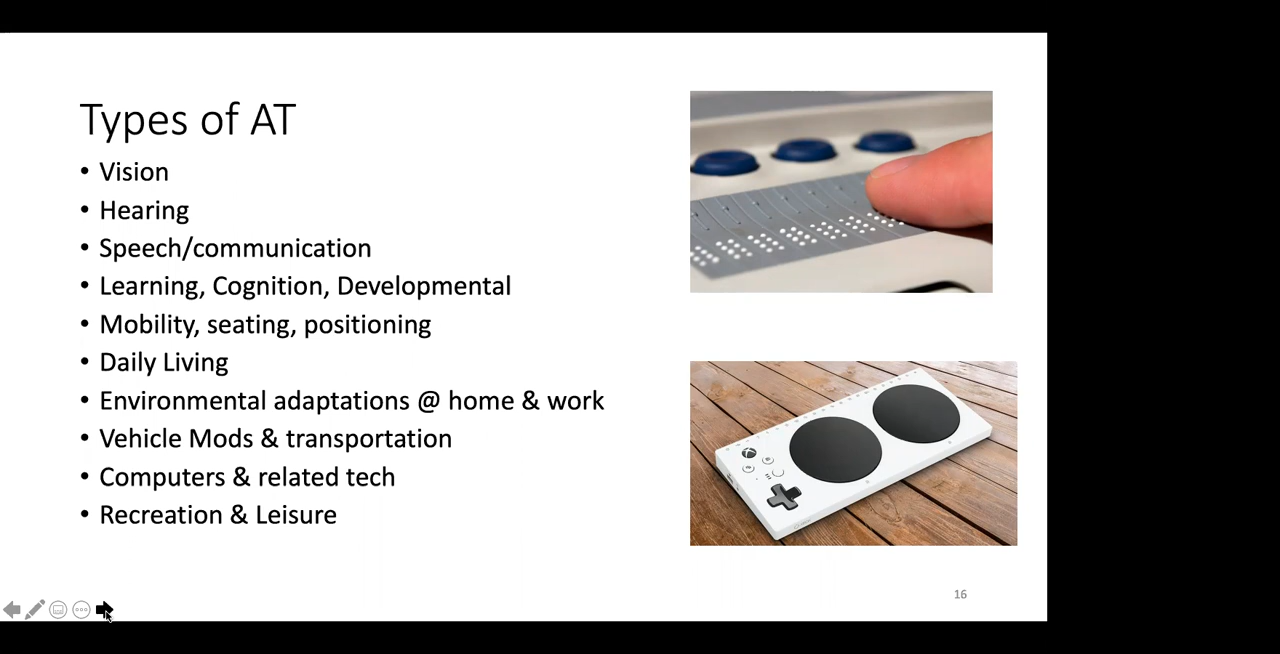 Types of AT
• Vision
• Hearing
• Speech/communication
• Learning, Cognition, Developmental
• Mobility, seating, positioning
• Daily Living
• Environmental adaptations @ home & work
• Vehicle Mods & transportation
• Computers & related tech
• Recreation & Leisure
16